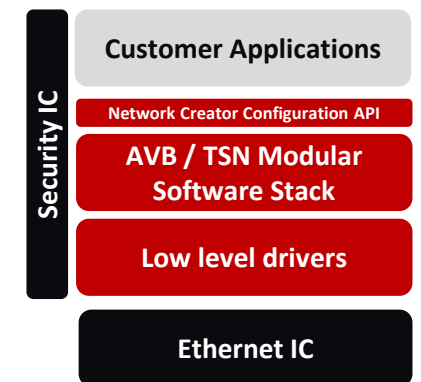 Security IC
Customer Applications
Network Creator Configuration API
AVB / TSN Modular
Software Stack
Low level drivers
Ethernet IC